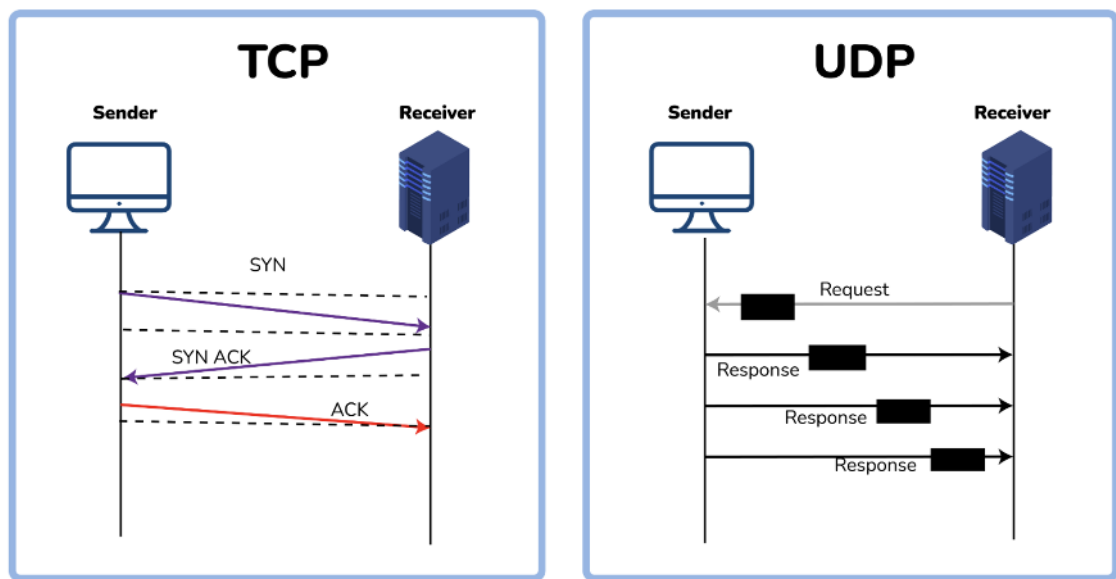 TCP
Sender
Receiver
SYN
SYN ACK
ACK
UDP
Sender
Receiver
Request
Response
Response
Response